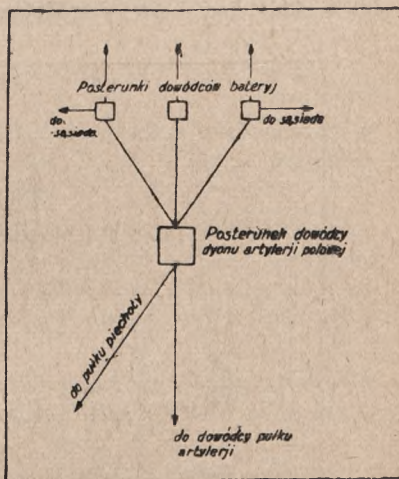 Posterunki dowódców bateryj
do
sąsiada
do sąsiada
Posterunek dowódcy
dyonu artylerji polowej
do pułku piechoty
do dowódcy pułku
artylerji